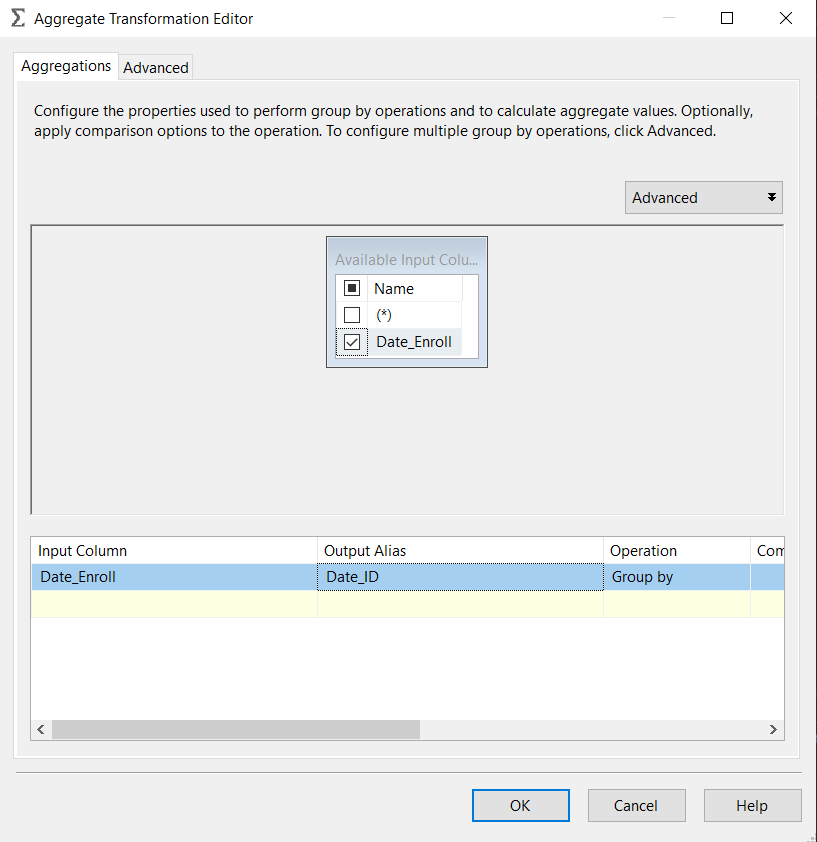 Aggregate Transformation Editor
Aggregations Advanced
Configure the properties used to perform group by operations and to calculate aggregate values. Optionally,
apply comparison options to the operation. To configure multiple group by operations, click Advanced.
Advanced
Available Input Colu...
Name
(*)
Date_Enroll
Input Column Output Alias Operation Com
Date_Enroll Date_ID Group by
OK Cancel Help